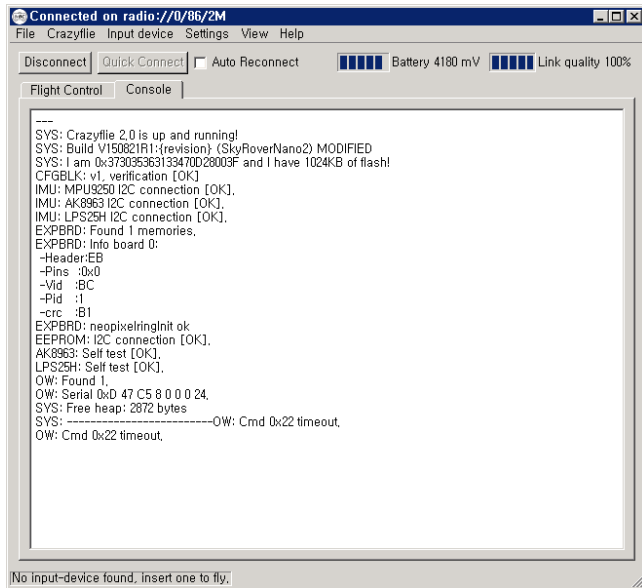 Connected on radio://0/86/2M
File Crazyflie Input device Settings View Help
Disconnect Quick Connect Auto Reconnect Battery 4180 mV Link quality 100%
Flight Control Console
---
SYS: Crazyflie 2.0 is up and running!
SYS: Build V150821R1:{revision} (SkyRoverNano2) MODIFIED
SYS: I am 0x373035363133470D28003F and I have 1024KB of flash!
CFGBLK: v1, verification [OK]
IMU: MPU9250 I2C connection [OK].
IMU: AK8963 I2C connection [OK].
IMU: LPS25H I2C connection [OK].
EXPBRD: Found 1 memories.
EXPBRD: Info board 0:
-Header:EB
-Pins :0x0
-Vid :BC
-Pid :1
-crc :B1
EXPBRD: neopixelringInit ok
EEPROM: I2C connection [OK].
AK8963: Self test [OK].
LPS25H: Self test [OK].
OW: Found 1.
OW: Serial 0xD 47 C5 8 0 0 0 24.
SYS: Free heap: 2872 bytes
SYS: -------------------------OW: Cmd 0x22 timeout.
OW: Cmd 0x22 timeout.
No input-device found, insert one to fly.